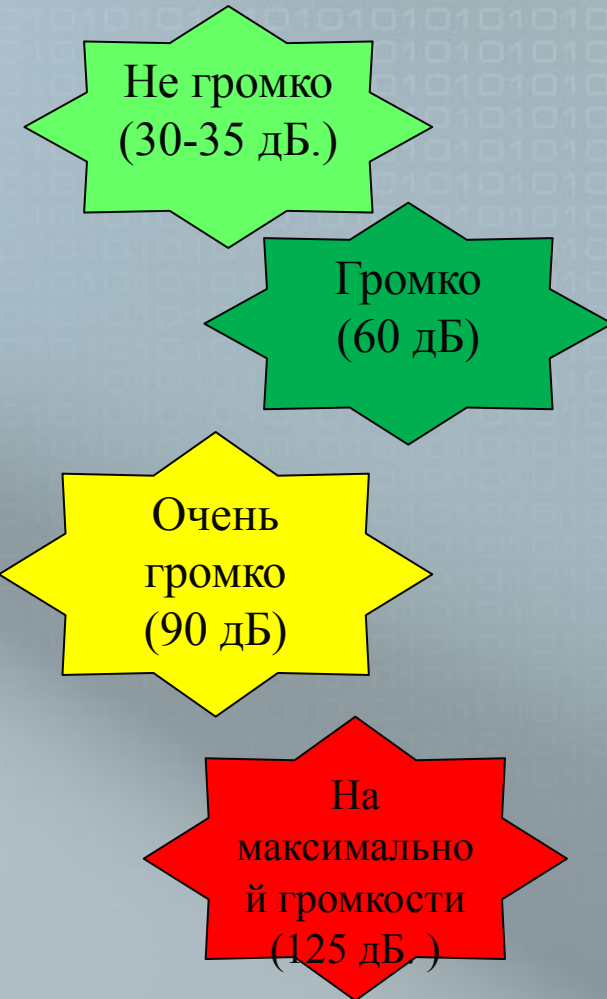 Не громко
(30-35 дБ.)
Громко
(60 дБ)
Очень
громко
(90 дБ)
На
максимально
й громкости
(125 дБ. )